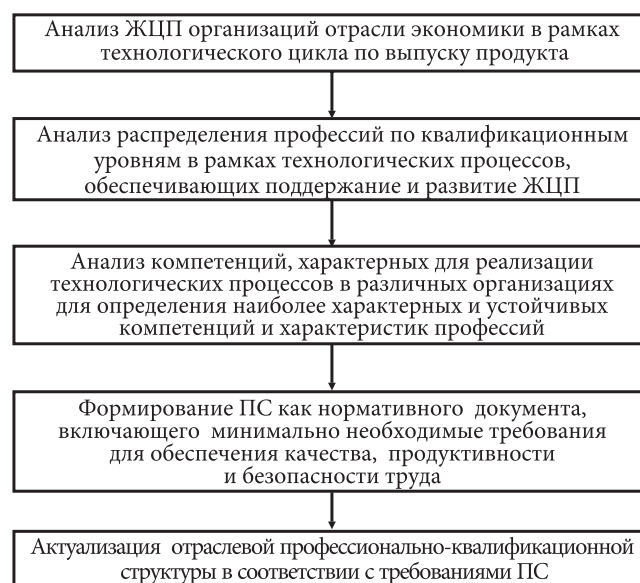 Анализ ЖЦП организаций отрасли экономики в рамках
технологического цикла по выпуску продукта
Анализ распределения профессий по квалификационным
уровням в рамках технологических процессов,
обеспечивающих поддержание и развитие ЖЦП
Анализ компетенций, характерных для реализации
технологических процессов в различных организациях
для определения наиболее характерных и устойчивых
компетенций и характеристик профессий
Формирование ПС как нормативного документа,
включающего минимально необходимые требования
для обеспечения качества, продуктивности
и безопасности труда
Актуализация отраслевой профессионально-квалификационной
структуры в соответствии с требованиями ПС